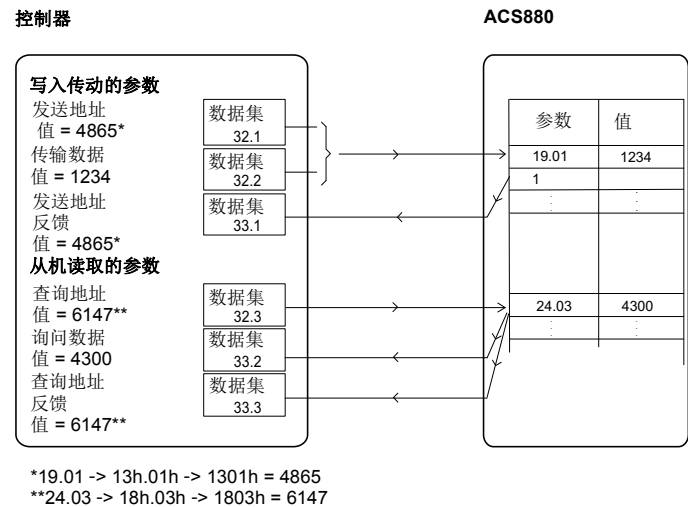 控制器
ACS880
写入传动的参数
发送地址
值 = 4865*
传输数据
值 = 1234
发送地址
反馈
值 = 4865*
从机读取的参数
查询地址
值 = 6147**
询问数据
值 = 4300
查询地址
反馈
值 = 6147**
数据集
32.1
数据集
32.2
数据集
33.1
数据集
32.3
数据集
33.2
数据集
33.3
参数 值
19.01 1234
1
24.03 4300
*19.01 -> 13h.01h -> 1301h = 4865
**24.03 -> 18h.03h -> 1803h = 6147